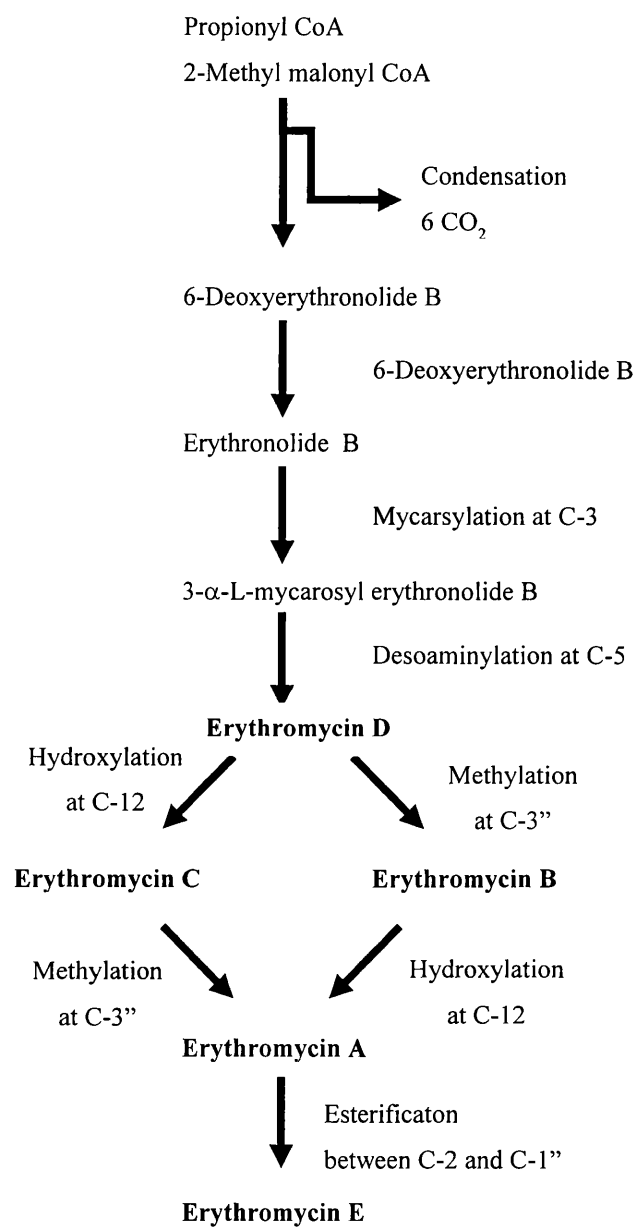 Propionyl CoA
2-Methyl malonyl CoA
Condensation
6 CO₂
6-Deoxyerythronolide B
6-Deoxyerythronolide B
Erythronolide B
Mycarsylation at C-3
3-α-L-mycarosyl erythronolide B
Desoaminylation at C-5
Erythromycin D
Hydroxylation
at C-12
Methylation
at C-3”
Erythromycin C
Erythromycin B
Methylation
at C-3”
Hydroxylation
at C-12
Erythromycin A
Esterificaton
between C-2 and C-1”
Erythromycin E